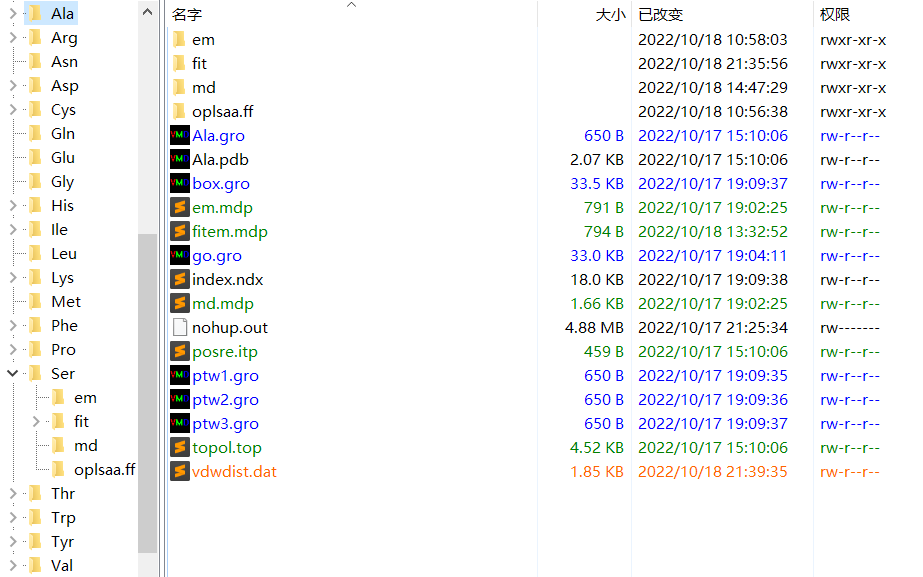 Ala
Arg
Asn
Asp
Cys
Gln
Glu
Gly
His
Ile
Leu
Lys
Met
Phe
Pro
Ser
em
fit
md
oplsaa.ff
Thr
Trp
Tyr
Val
名字 大小 已改变 权限
em 2022/10/18 10:58:03 rwxr-xr-x
fit 2022/10/18 21:35:56 rwxr-xr-x
md 2022/10/18 14:47:29 rwxr-xr-x
oplsaa.ff 2022/10/18 10:56:38 rwxr-xr-x
Ala.gro 650 B 2022/10/17 15:10:06 rw-r--r--
Ala.pdb 2.07 KB 2022/10/17 15:10:06 rw-r--r--
box.gro 33.5 KB 2022/10/17 19:09:37 rw-r--r--
em.mdp 791 B 2022/10/17 19:02:25 rw-r--r--
fitem.mdp 794 B 2022/10/18 13:32:52 rw-r--r--
go.gro 33.0 KB 2022/10/17 19:04:11 rw-r--r--
index.ndx 18.0 KB 2022/10/17 19:09:38 rw-r--r--
md.mdp 1.66 KB 2022/10/17 19:02:25 rw-r--r--
nohup.out 4.88 MB 2022/10/17 21:25:34 rw-------
posre.itp 459 B 2022/10/17 15:10:06 rw-r--r--
ptw1.gro 650 B 2022/10/17 19:09:35 rw-r--r--
ptw2.gro 650 B 2022/10/17 19:09:36 rw-r--r--
ptw3.gro 650 B 2022/10/17 19:09:37 rw-r--r--
topol.top 4.52 KB 2022/10/17 15:10:06 rw-r--r--
vdwdist.dat 1.85 KB 2022/10/18 21:39:35 rw-r--r--